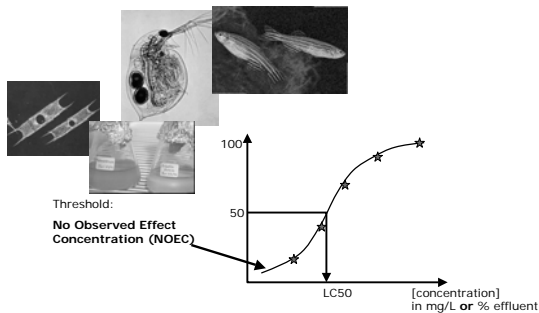 100
50
Threshold:
No Observed Effect
Concentration (NOEC)
LC50
[concentration]
in mg/L or % effluent